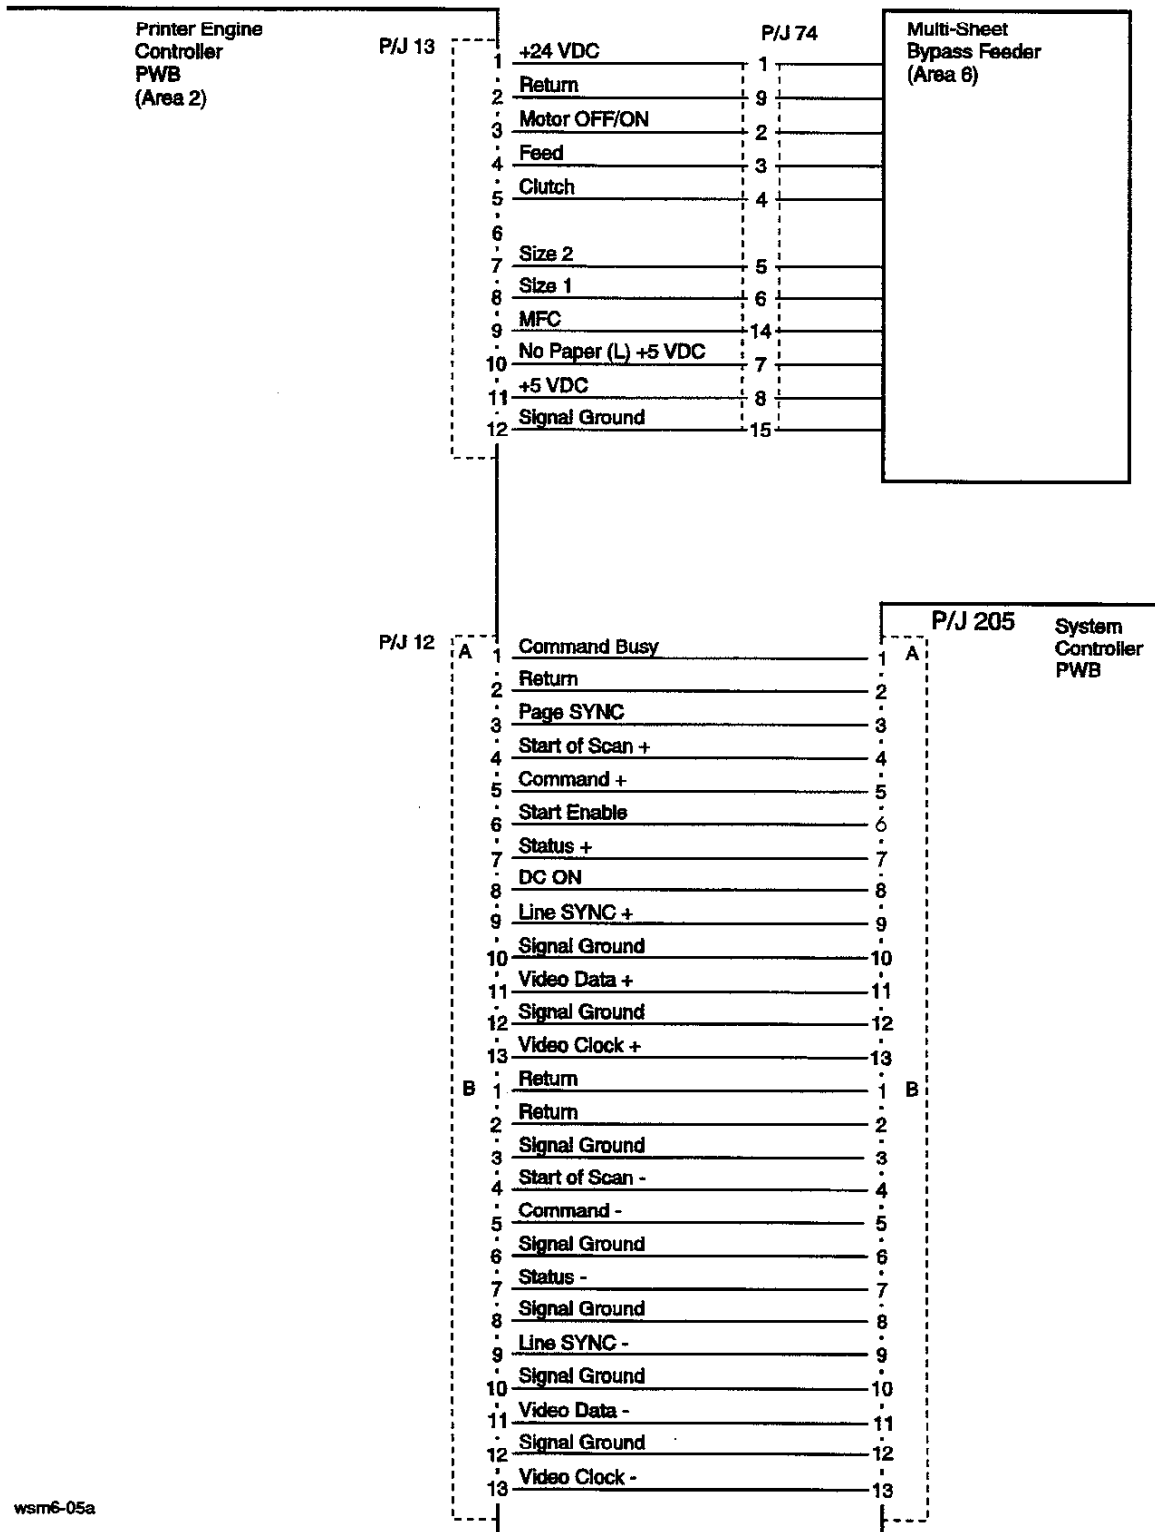 Printer Engine
Controller
PWB
(Area 2)
P/J 13
P/J 74
Multi-Sheet
Bypass Feeder
(Area 6)
1 +24 VDC 1
2 Return 9
3 Motor OFF/ON 2
4 Feed 3
5 Clutch 4
6
7 Size 2 5
8 Size 1 6
9 MFC 14
10 No Paper (L) +5 VDC 7
11 +5 VDC 8
12 Signal Ground 15
P/J 12
P/J 205
System
Controller
PWB
A 1 Command Busy 1 A
2 Return 2
3 Page SYNC 3
4 Start of Scan + 4
5 Command + 5
6 Start Enable 6
7 Status + 7
8 DC ON 8
9 Line SYNC + 9
10 Signal Ground 10
11 Video Data + 11
12 Signal Ground 12
13 Video Clock + 13
B 1 Return 1 B
2 Return 2
3 Signal Ground 3
4 Start of Scan - 4
5 Command - 5
6 Signal Ground 6
7 Status - 7
8 Signal Ground 8
9 Line SYNC - 9
10 Signal Ground 10
11 Video Data - 11
12 Signal Ground 12
13 Video Clock - 13
wsm6-05a